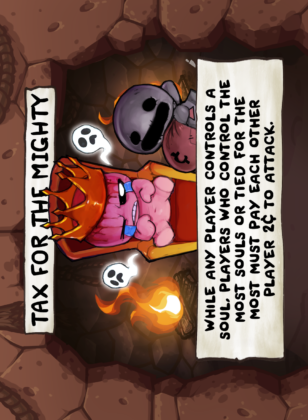 TAX FOR THE MIGHTY
WHILE ANY PLAYER CONTROLS A
SOUL, PLAYERS WHO CONTROL THE
MOST SOULS OR TIED FOR THE
MOST MUST PAY EACH OTHER
PLAYER 2¢ TO ATTACK.